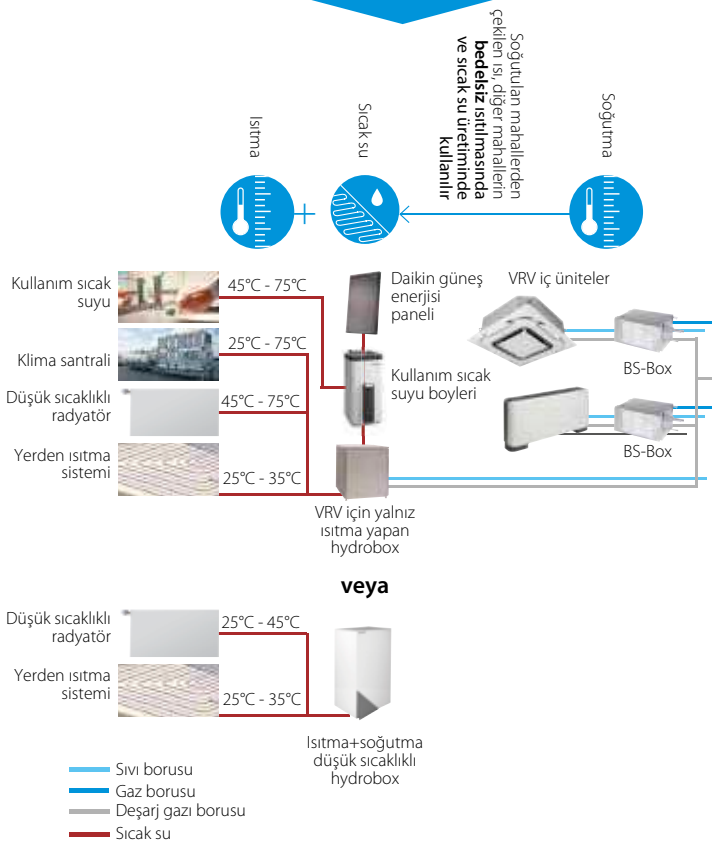 Soğutulan mahallerden
çekilen ısı, diğer mahallerin
bedelsiz ısıtılmasında
ve sıcak su üretiminde
kullanılır
Isıtma
Sıcak su
Soğutma
Kullanım sıcak
suyu
45°C - 75°C
Daikin güneş
enerjisi
paneli
VRV iç üniteler
Klima santrali
25°C - 75°C
BS-Box
Kullanım sıcak
suyu boyleri
Düşük sıcaklıklı
radyatör
45°C - 75°C
BS-Box
Yerden ısıtma
sistemi
25°C - 35°C
VRV için yalnız
ısıtma yapan
hydrobox
veya
Düşük sıcaklıklı
radyatör
25°C - 45°C
Yerden ısıtma
sistemi
25°C - 35°C
Isıtma+soğutma
düşük sıcaklıklı
hydrobox
Sıvı borusu
Gaz borusu
Deşarj gazı borusu
Sıcak su